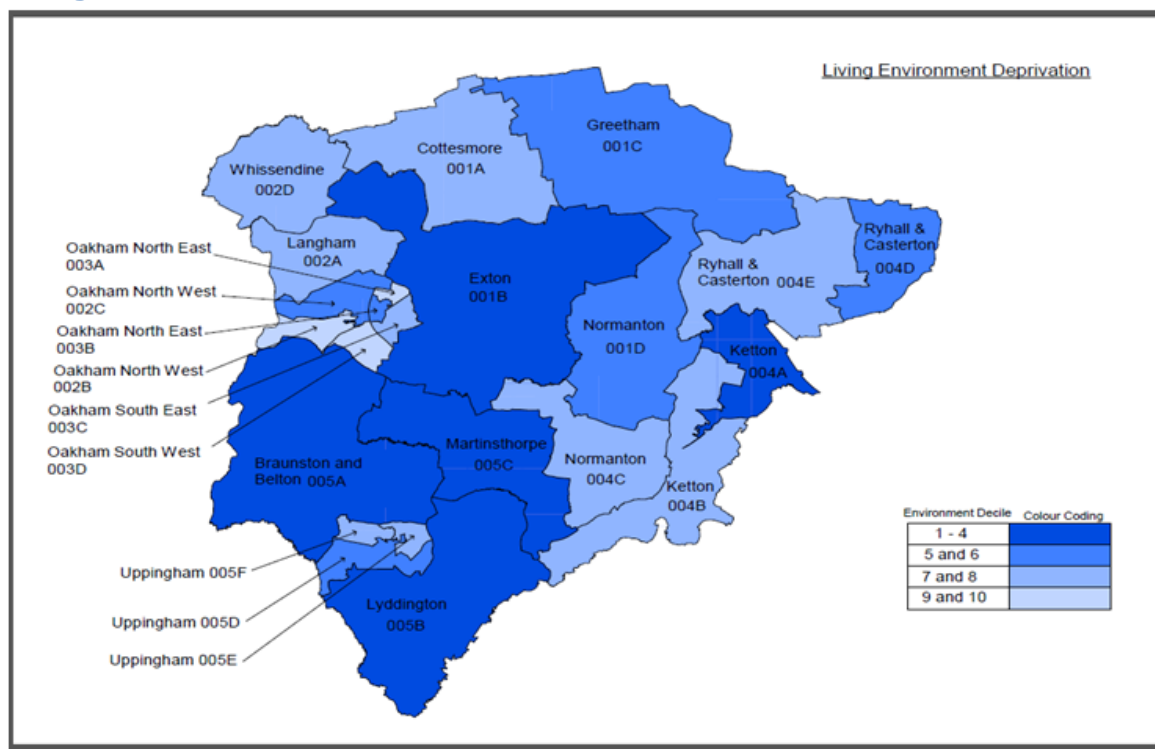 Living Environment Deprivation
Greetham
001C
Cottesmore
001A
Whissendine
002D
Ryhall &
Casterton
004D
Langham
002A
Oakham North East
003A
Ryhall &
Casterton 004E
Exton
001B
Oakham North West
002C
Normanton
001D
Oakham North East
003B
Ketton
004A
Oakham North West
002B
Oakham South East
003C
Oakham South West
003D
Martinsthorpe
005C
Braunston and
Belton 005A
Normanton
004C
Ketton
004B
Environment Decile Colour Coding
1 - 4
5 and 6
7 and 8
9 and 10
Uppingham 005F
Uppingham 005D
Lyddington
005B
Uppingham 005E